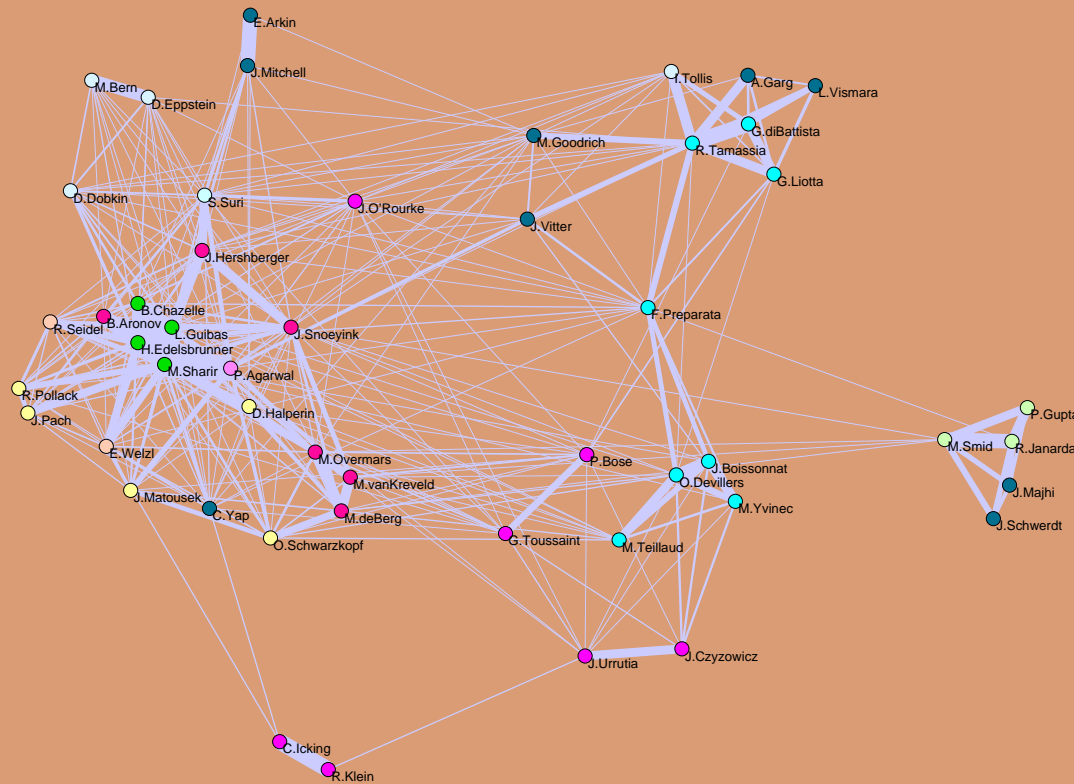 E.Arkin
J.Mitchell
I.Tollis
A.Garg
L.Vismara
M.Bern
D.Eppstein
G.diBattista
M.Goodrich
R.Tamassia
G.Liotta
D.Dobkin
S.Suri
J.O'Rourke
J.Vitter
J.Hershberger
B.Chazelle
F.Preparata
B.Aronov
R.Seidel
L.Guibas
J.Snoeyink
H.Edelsbrunner
M.Sharir
P.Agarwal
R.Pollack
J.Pach
D.Halperin
P.Gupta
E.Welzl
M.Overmars
M.Smid
R.Janarda
P.Bose
J.Boissonnat
M.vanKreveld
O.Devillers
J.Matousek
J.Majhi
C.Yap
M.deBerg
M.Yvinec
J.Schwerdt
O.Schwarzkopf
G.Toussaint
M.Teillaud
J.Urrutia
J.Czyzowicz
C.Icking
R.Klein